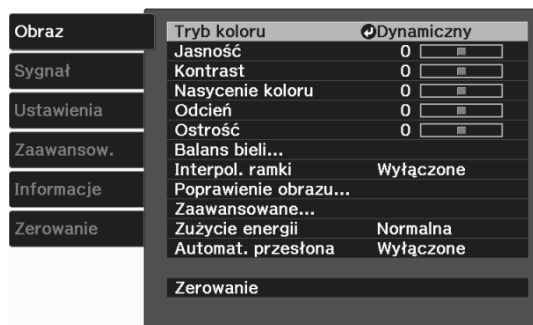 Obraz
Sygnał
Ustawienia
Zaawansow.
Informacje
Zerowanie
Tryb koloru Dynamiczny
Jasność 0
Kontrast 0
Nasycenie koloru 0
Odcień 0
Ostrość 0
Balans bieli...
Interpol. ramki Wyłączone
Poprawienie obrazu...
Zaawansowane...
Zużycie energii Normalna
Automat. przesłona Wyłączone
Zerowanie